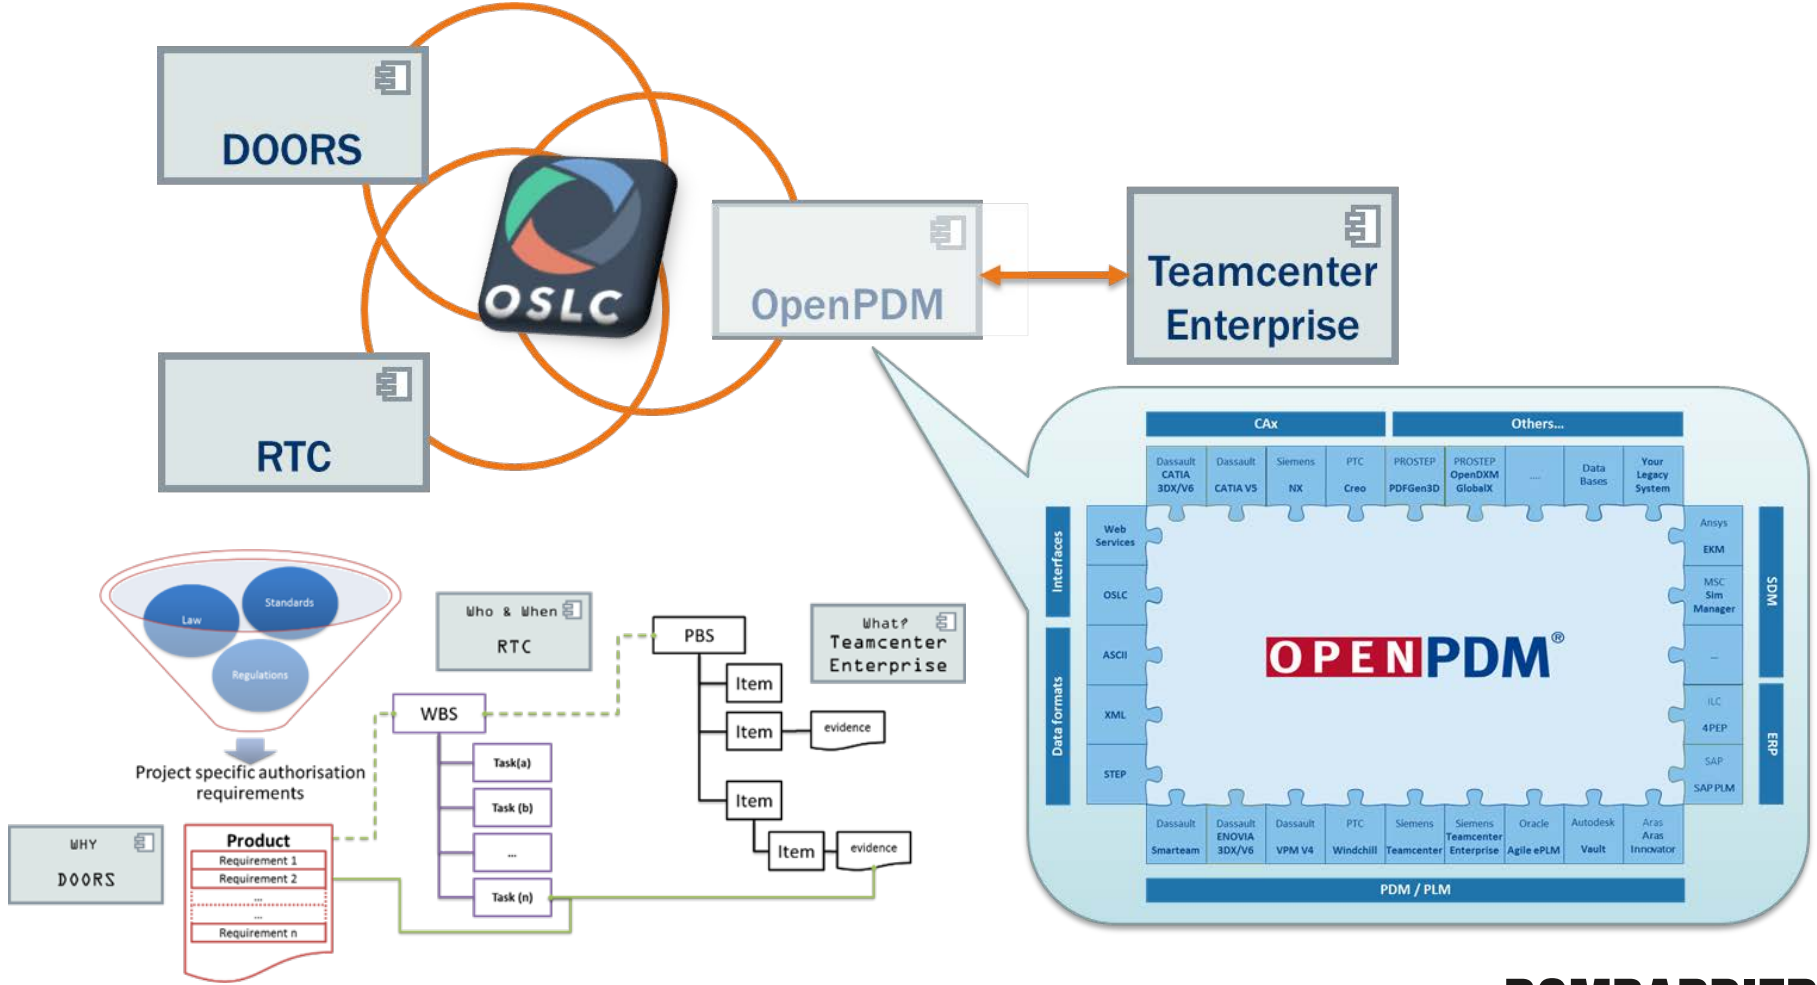 DOORS
OSLC
OpenPDM
Teamcenter
Enterprise
RTC
CAx
Others...
Dassault
CATIA
3DX/V6
Dassault
CATIA V5
Siemens
NX
PTC
Creo
PROSTEP
PDFGen3D
PROSTEP
OpenDXM
GlobalX
....
Data
Bases
Your
Legacy
System
Interfaces
Data formats
Web
Services
OSLC
ASCII
XML
STEP
OPENPDM®
Ansys
EKM
MSC
Sim
Manager
...
ILC
4PEP
SAP
SAP PLM
SDM
ERP
Dassault
Smarteam
Dassault
ENOVIA
3DX/V6
Dassault
VPM V4
PTC
Windchill
Siemens
Teamcenter
Siemens
Teamcenter
Enterprise
Oracle
Agile ePLM
Autodesk
Vault
Aras
Aras
Innovator
PDM / PLM
Law
Standards
Regulations
Project specific authorisation
requirements
WHY
DOORS
Product
Requirement 1
Requirement 2
...
...
Requirement n
Who & When
RTC
WBS
Task(a)
Task (b)
...
Task (n)
PBS
Item
Item
evidence
Item
Item
evidence
What?
Teamcenter
Enterprise